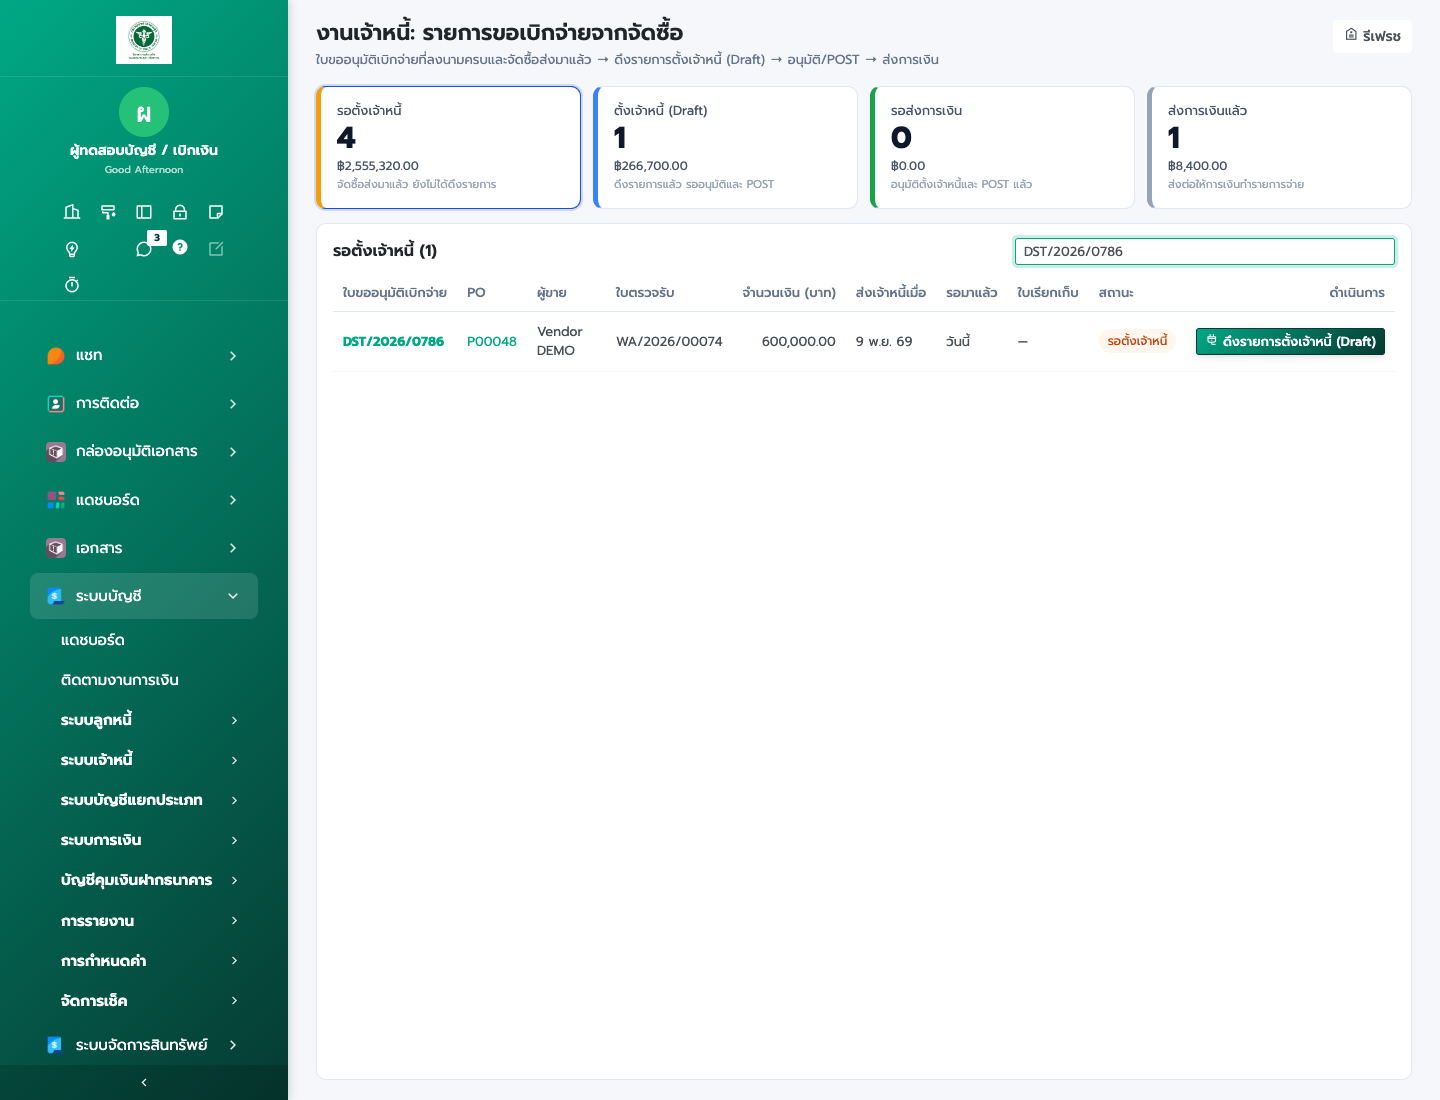 ผ
ผู้ทดสอบบัญชี / เบิกเงิน
Good Afternoon
3
?
แชท
การติดต่อ
กล่องอนุมัติเอกสาร
แดชบอร์ด
เอกสาร
ระบบบัญชี
แดชบอร์ด
ติดตามงานการเงิน
ระบบลูกหนี้
ระบบเจ้าหนี้
ระบบบัญชีแยกประเภท
ระบบการเงิน
บัญชีคุมเงินฝากธนาคาร
การรายงาน
การกำหนดค่า
จัดการเช็ค
ระบบจัดการสินทรัพย์
งานเจ้าหนี้: รายการขอเบิกจ่ายจากจัดซื้อ
รีเฟรช
ใบขออนุมัติเบิกจ่ายที่ลงนามครบและจัดซื้อส่งมาแล้ว → ดึงรายการตั้งเจ้าหนี้ (Draft) → อนุมัติ/POST → ส่งการเงิน
รอตั้งเจ้าหนี้
4
฿2,555,320.00
จัดซื้อส่งมาแล้ว ยังไม่ได้ดึงรายการ
ตั้งเจ้าหนี้ (Draft)
1
฿266,700.00
ดึงรายการแล้ว รออนุมัติและ POST
รอส่งการเงิน
0
฿0.00
อนุมัติตั้งเจ้าหนี้และ POST แล้ว
ส่งการเงินแล้ว
1
฿8,400.00
ส่งต่อให้การเงินทำรายการจ่าย
รอตั้งเจ้าหนี้ (1)
DST/2026/0786
ใบขออนุมัติเบิกจ่าย PO ผู้ขาย ใบตรวจรับ จำนวนเงิน (บาท) ส่งเจ้าหนี้เมื่อ รอมาแล้ว ใบเรียกเก็บ สถานะ ดำเนินการ
DST/2026/0786 P00048 Vendor DEMO WA/2026/00074 600,000.00 9 พ.ย. 69 วันนี้ — รอตั้งเจ้าหนี้ ดึงรายการตั้งเจ้าหนี้ (Draft)